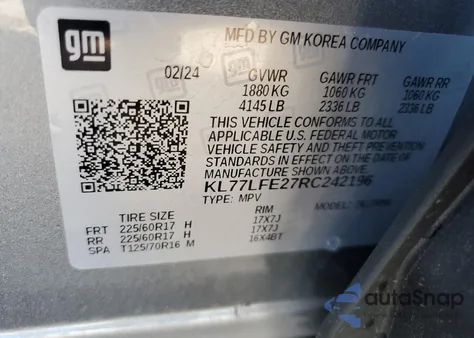 gm
MFD BY GM KOREA COMPANY
02/24 GVWR GAWR FRT GAWR RR
1880 KG 1060 KG 1060 KG
4145 LB 2336 LB 2336 LB
THIS VEHICLE CONFORMS TO ALL
APPLICABLE U.S. FEDERAL MOTOR
VEHICLE SAFETY AND THEFT PREVENTION
STANDARDS IN EFFECT ON THE DATE OF
MANUFACTURE SHOWN ABOVE.
KL77LFE27RC242196
TYPE: MPV MODEL:
TIRE SIZE RIM
FRT 225/60R17 H 17X7J
RR 225/60R17 H 17X7J
SPA T125/70R16 M 16X4BT
autoSnap